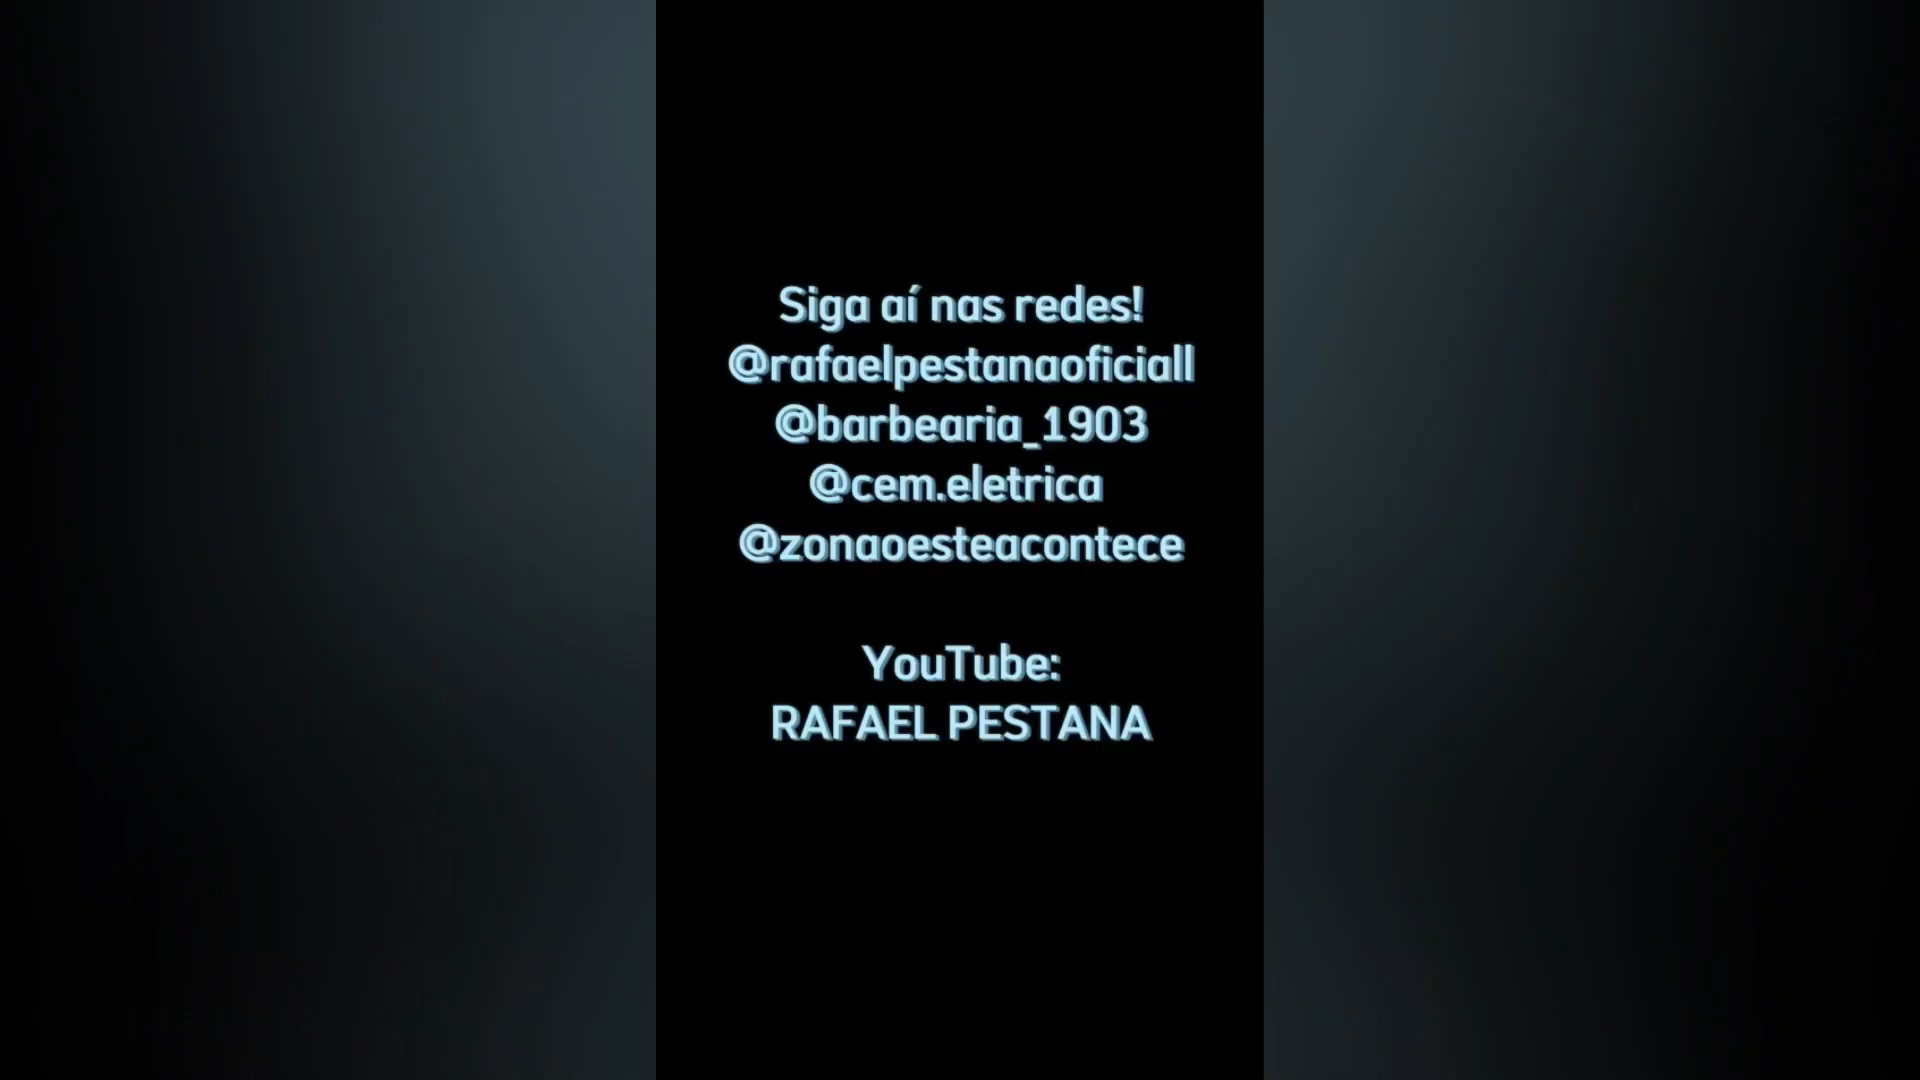 Siga aí nas redes!
@rafaelpestanaoficiall
@barbearia_1903
@cem.eletrica
@zonaoesteacontece
YouTube:
RAFAEL PESTANA